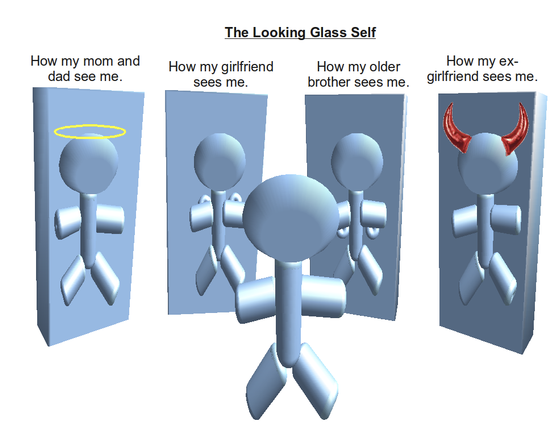 The Looking Glass Self
How my mom and
dad see me.
How my girlfriend
sees me.
How my older
brother sees me.
How my ex-
girlfriend sees me.